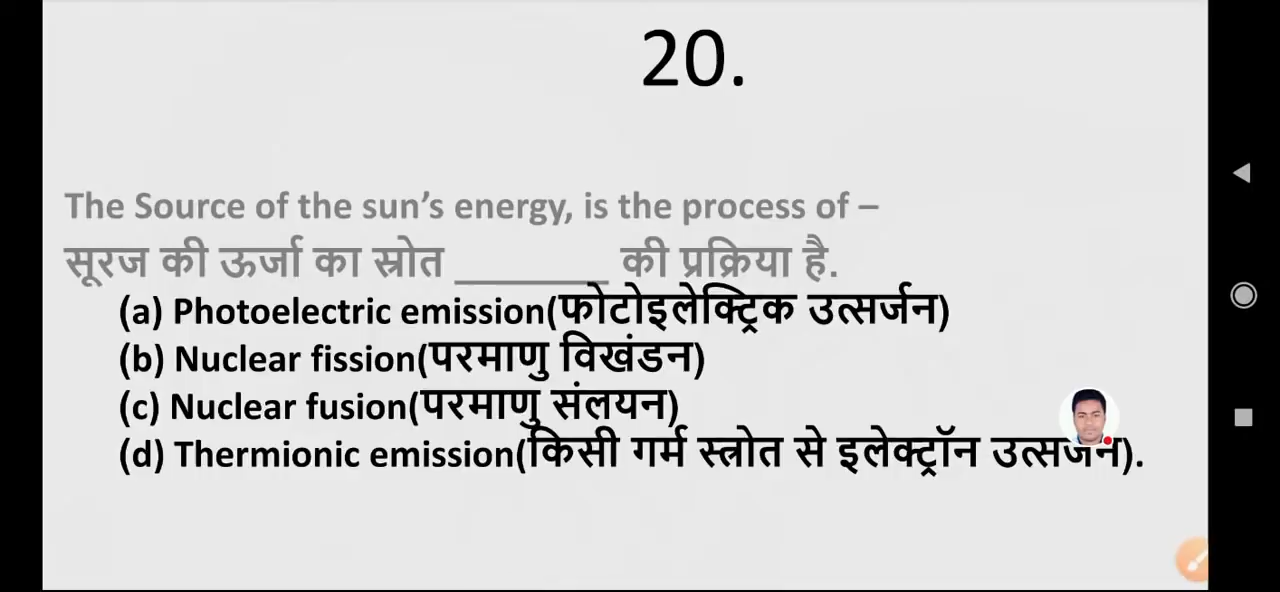 20.
The Source of the sun’s energy, is the process of –
सूरज की ऊर्जा का स्रोत ________ की प्रक्रिया है.
(a) Photoelectric emission(फोटोइलेक्ट्रिक उत्सर्जन)
(b) Nuclear fission(परमाणु विखंडन)
(c) Nuclear fusion(परमाणु संलयन)
(d) Thermionic emission(किसी गर्म स्त्रोत से इलेक्ट्रॉन उत्सर्जन).